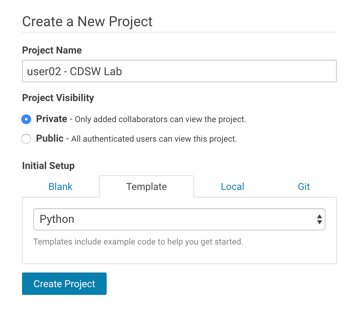 Create a New Project
Project Name
user02 - CDSW Lab
Project Visibility
Private - Only added collaborators can view the project.
Public - All authenticated users can view this project.
Initial Setup
Blank Template Local Git
Python
Templates include example code to help you get started.
Create Project